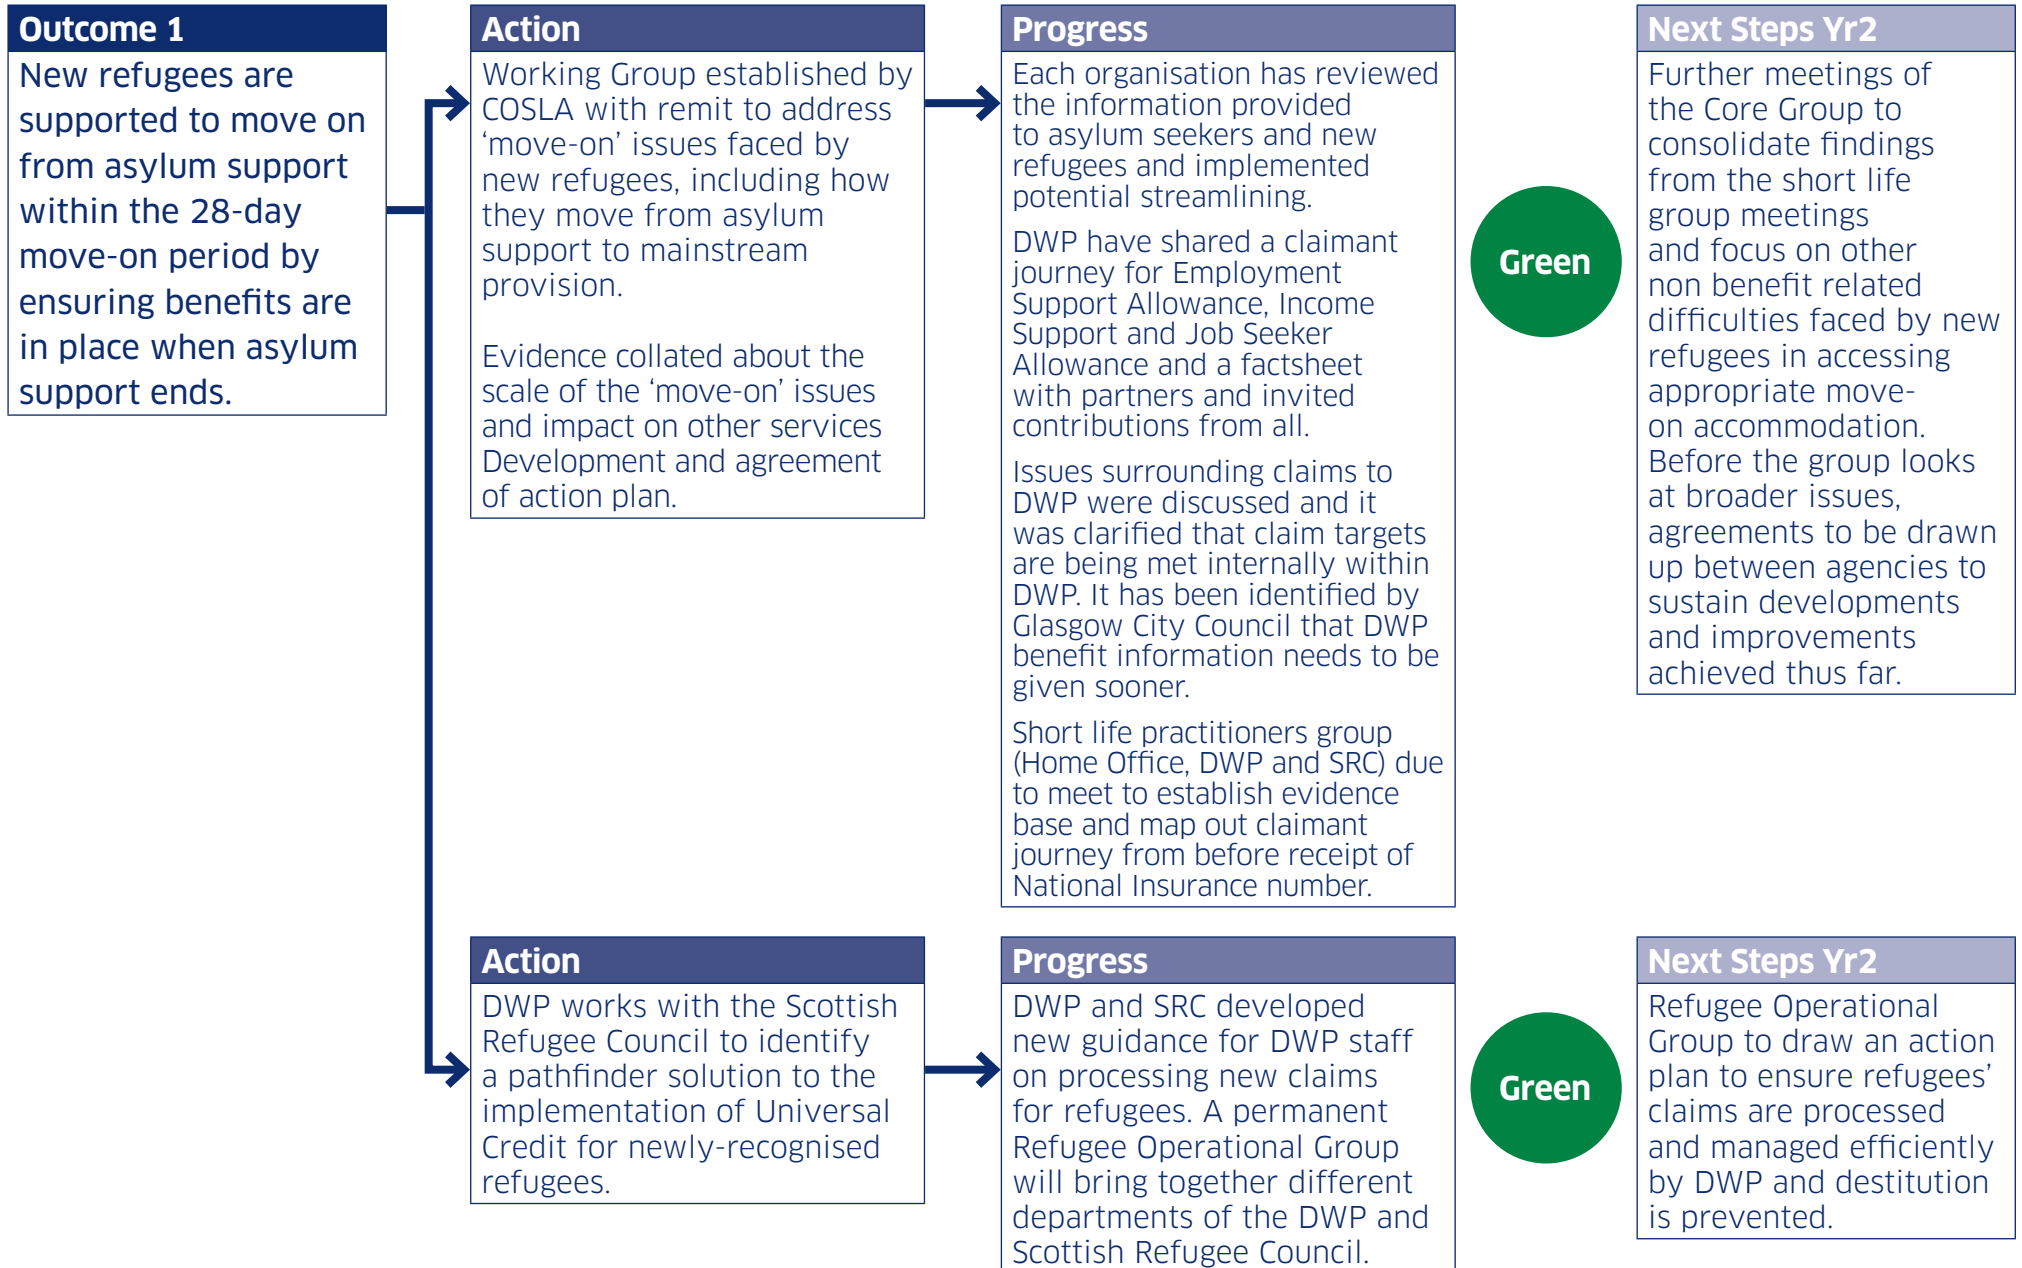 Outcome 1
New refugees are
supported to move on
from asylum support
within the 28-day
move-on period by
ensuring benefits are
in place when asylum
support ends.
Action
Working Group established by
COSLA with remit to address
‘move-on’ issues faced by
new refugees, including how
they move from asylum
support to mainstream
provision.
Evidence collated about the
scale of the ‘move-on’ issues
and impact on other services
Development and agreement
of action plan.
Progress
Each organisation has reviewed
the information provided
to asylum seekers and new
refugees and implemented
potential streamlining.
DWP have shared a claimant
journey for Employment
Support Allowance, Income
Support and Job Seeker
Allowance and a factsheet
with partners and invited
contributions from all.
Issues surrounding claims to
DWP were discussed and it
was clarified that claim targets
are being met internally within
DWP. It has been identified by
Glasgow City Council that DWP
benefit information needs to be
given sooner.
Short life practitioners group
(Home Office, DWP and SRC) due
to meet to establish evidence
base and map out claimant
journey from before receipt of
National Insurance number.
Green
Next Steps Yr2
Further meetings of
the Core Group to
consolidate findings
from the short life
group meetings
and focus on other
non benefit related
difficulties faced by new
refugees in accessing
appropriate move-
on accommodation.
Before the group looks
at broader issues,
agreements to be drawn
up between agencies to
sustain developments
and improvements
achieved thus far.
Action
DWP works with the Scottish
Refugee Council to identify
a pathfinder solution to the
implementation of Universal
Credit for newly-recognised
refugees.
Progress
DWP and SRC developed
new guidance for DWP staff
on processing new claims
for refugees. A permanent
Refugee Operational Group
will bring together different
departments of the DWP and
Scottish Refugee Council.
Green
Next Steps Yr2
Refugee Operational
Group to draw an action
plan to ensure refugees’
claims are processed
and managed efficiently
by DWP and destitution
is prevented.